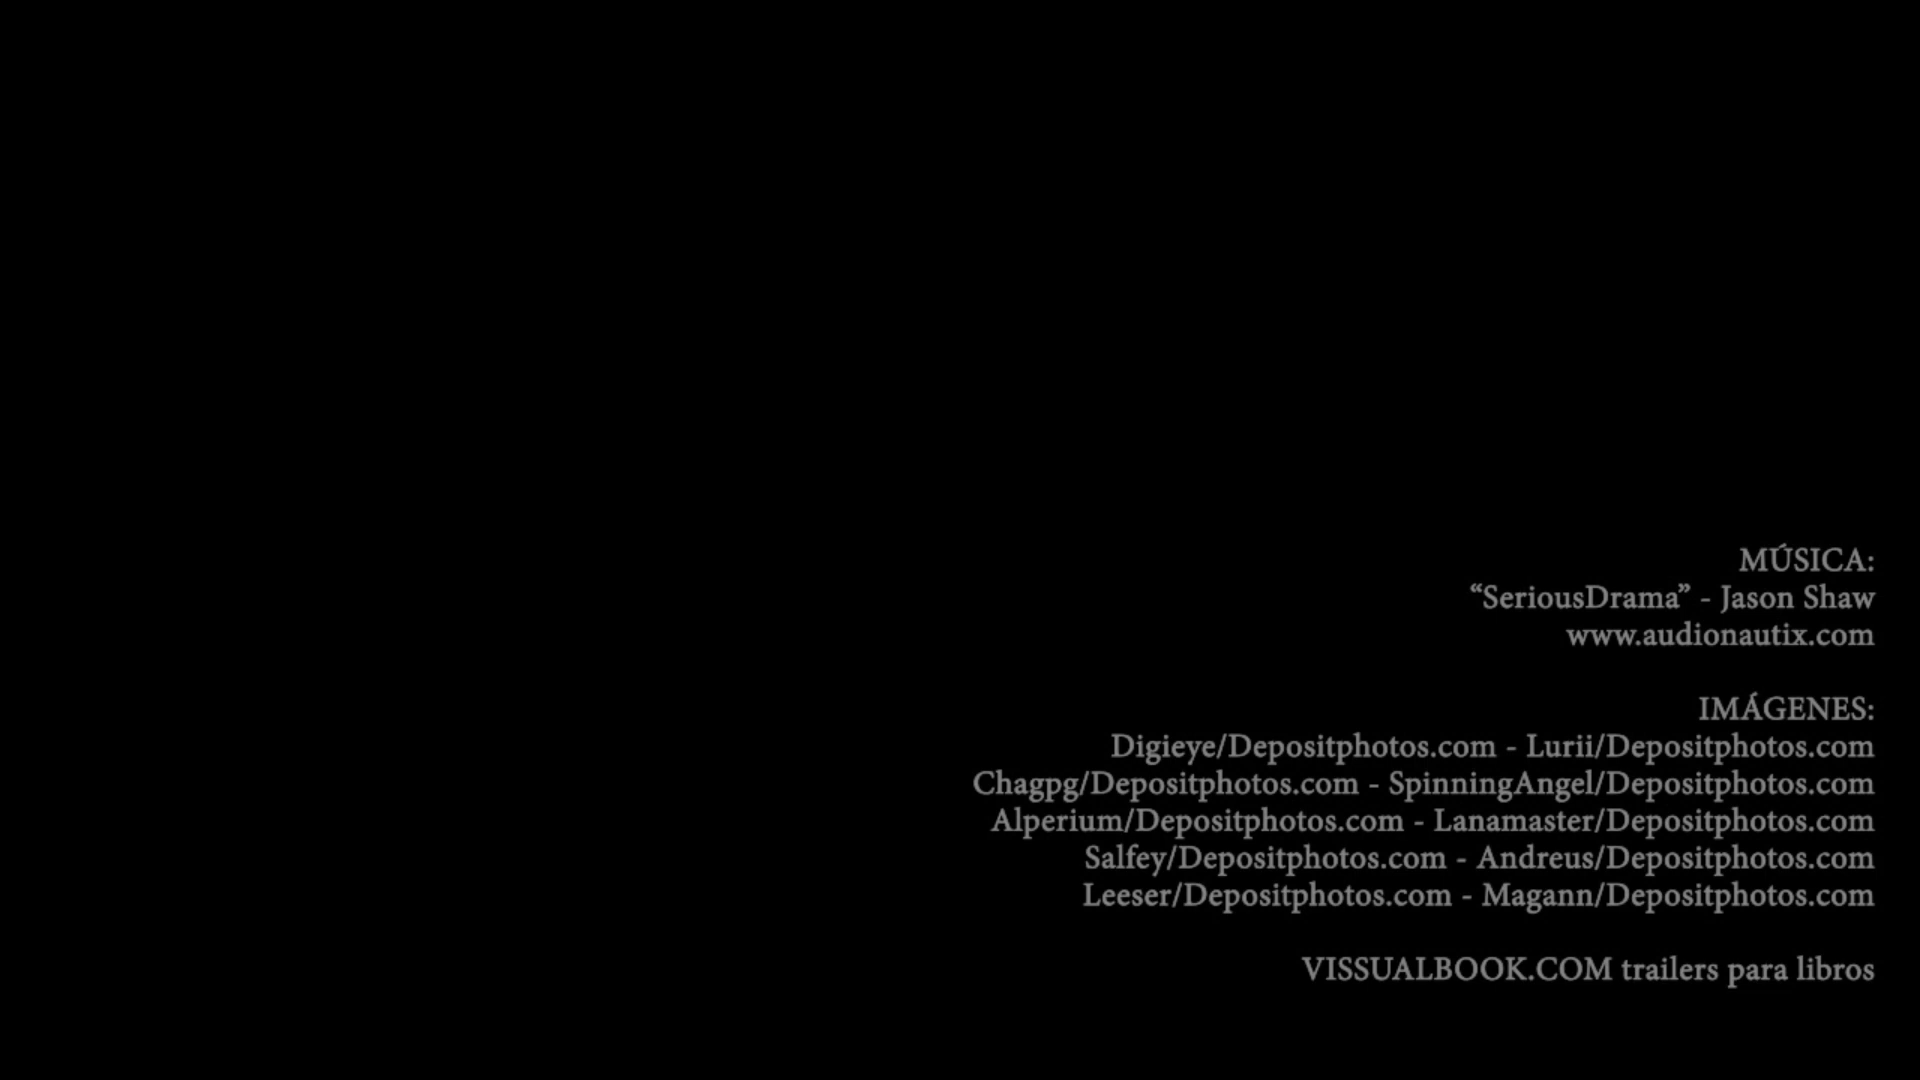 MÚSICA:
“SeriousDrama” - Jason Shaw
www.audionautix.com
IMÁGENES:
Digieye/Depositphotos.com - Lurii/Depositphotos.com
Chagpg/Depositphotos.com - SpinningAngel/Depositphotos.com
Alperium/Depositphotos.com - Lanamaster/Depositphotos.com
Salfey/Depositphotos.com - Andreus/Depositphotos.com
Leeser/Depositphotos.com - Magann/Depositphotos.com
VISSUALBOOK.COM trailers para libros